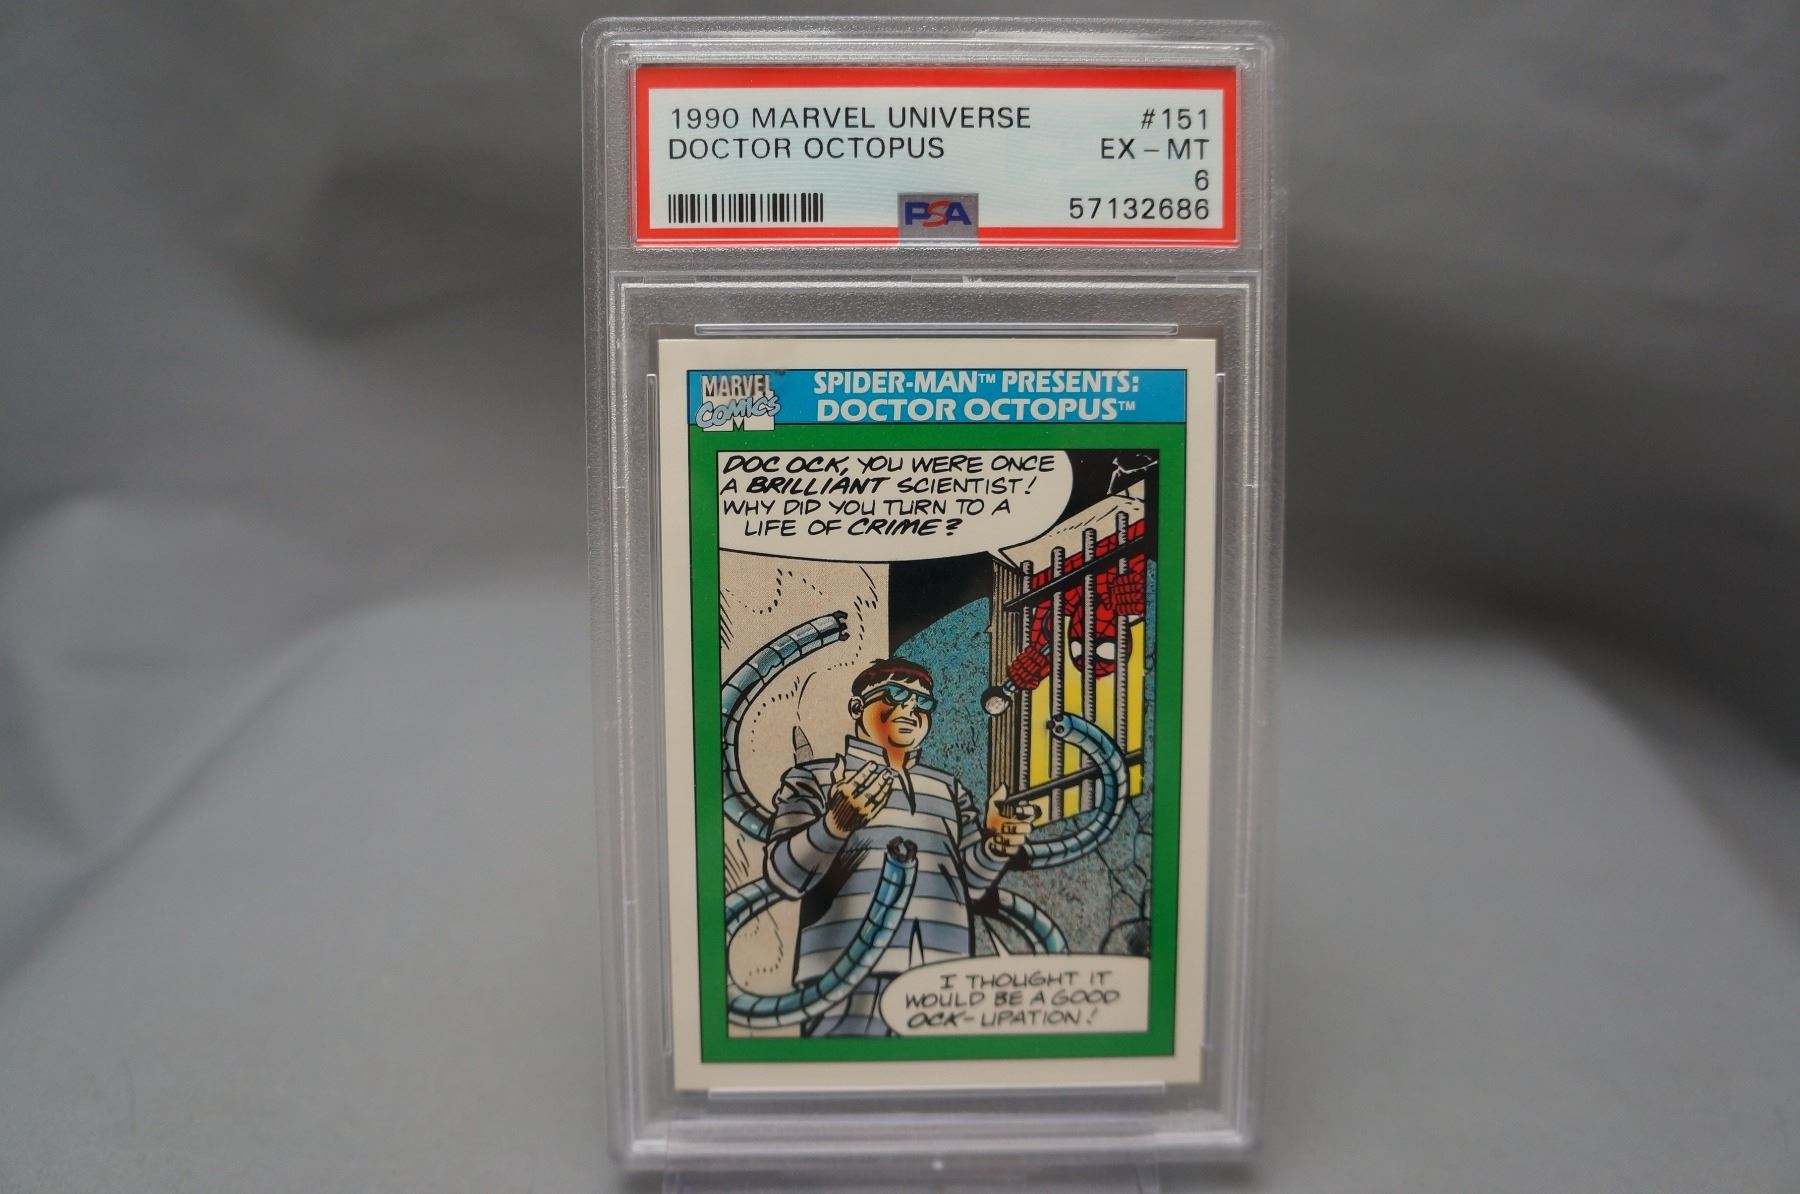 1990 MARVEL UNIVERSE #151
DOCTOR OCTOPUS EX - MT
6
PSA 57132686
MARVEL
COMICS
M
SPIDER-MAN™ PRESENTS:
DOCTOR OCTOPUS™
DOC OCK, YOU WERE ONCE
A BRILLIANT SCIENTIST!
WHY DID YOU TURN TO A
LIFE OF CRIME?
I THOUGHT IT
WOULD BE A GOOD
OCK-UPATION!